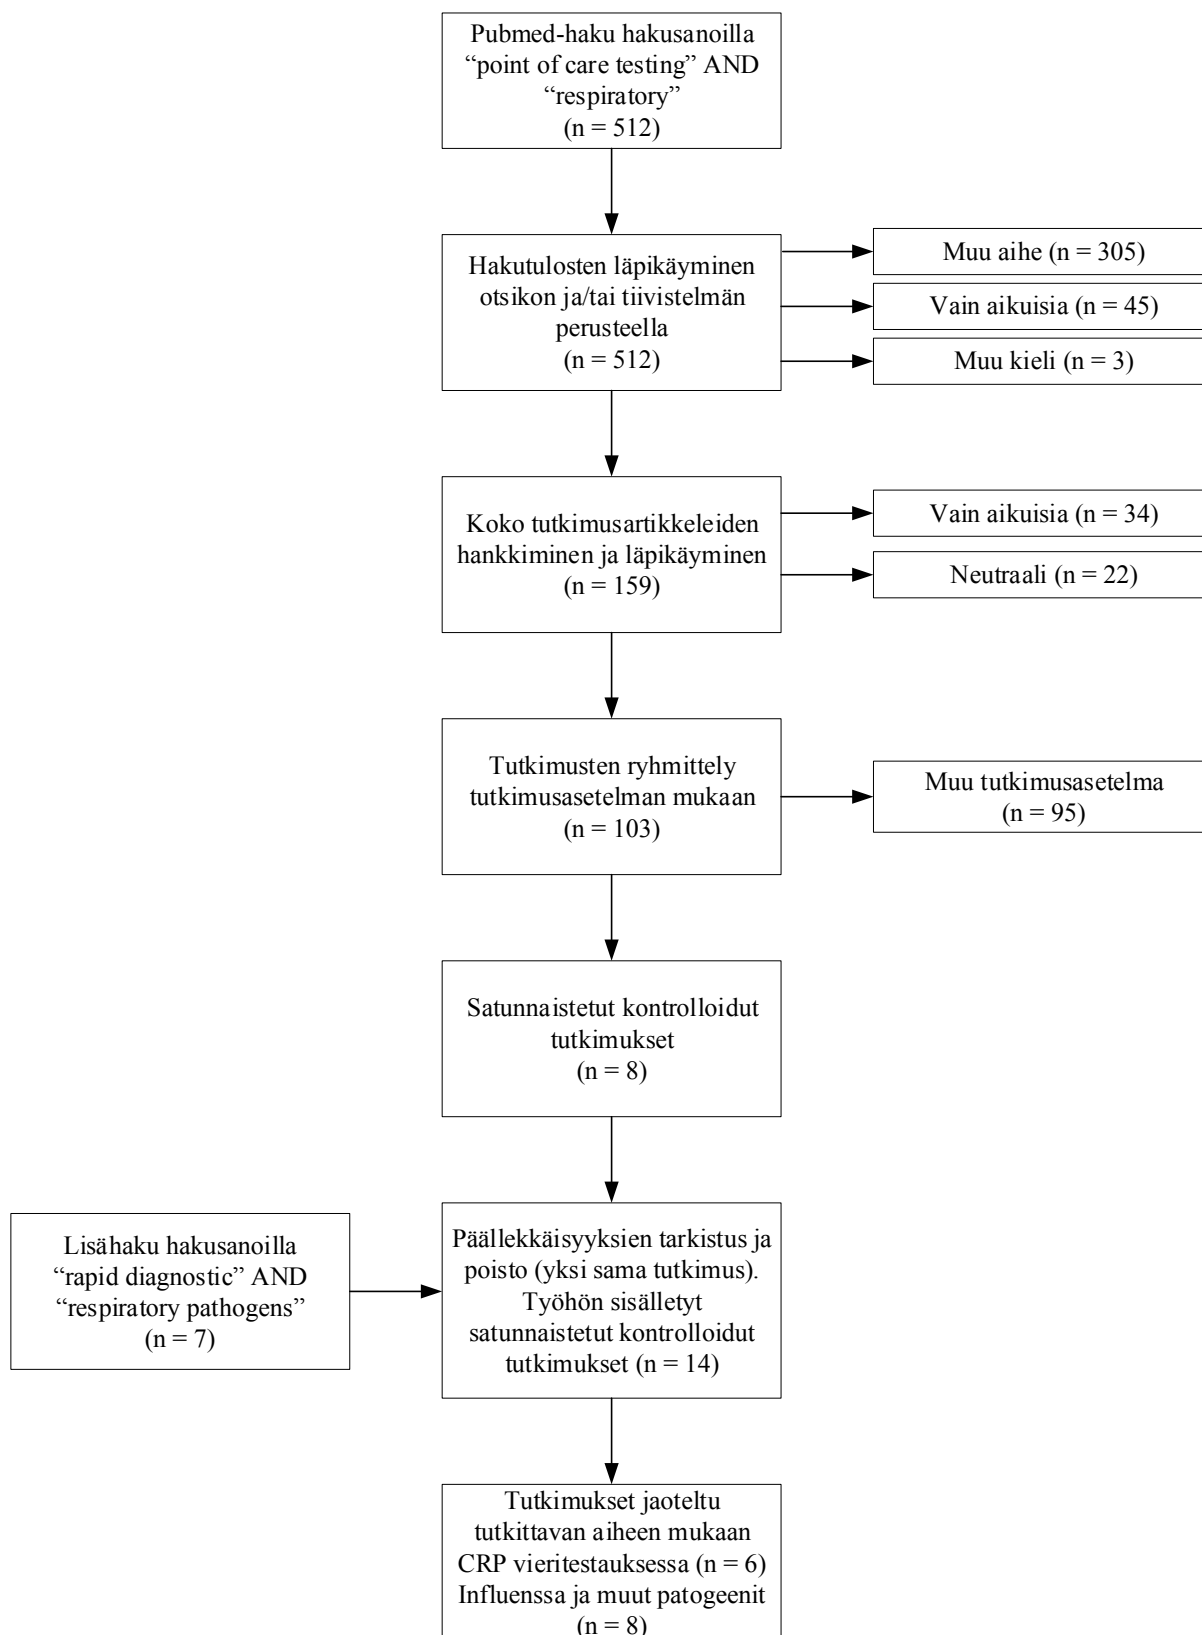 Pubmed-haku hakusanoilla
“point of care testing” AND
“respiratory”
(n = 512)
Hakutulosten läpikäyminen
otsikon ja/tai tiivistelmän
perusteella
(n = 512)
Muu aihe (n = 305)
Vain aikuisia (n = 45)
Muu kieli (n = 3)
Koko tutkimusartikkeleiden
hankkiminen ja läpikäyminen
(n = 159)
Vain aikuisia (n = 34)
Neutraali (n = 22)
Tutkimusten ryhmittely
tutkimusasetelman mukaan
(n = 103)
Muu tutkimusasetelma
(n = 95)
Satunnaistetut kontrolloidut
tutkimukset
(n = 8)
Lisähaku hakusanoilla
“rapid diagnostic” AND
“respiratory pathogens”
(n = 7)
Päällekkäisyyksien tarkistus ja
poisto (yksi sama tutkimus).
Työhön sisälletyt
satunnaistetut kontrolloidut
tutkimukset (n = 14)
Tutkimukset jaoteltu
tutkittavan aiheen mukaan
CRP vieritestauksessa (n = 6)
Influenssa ja muut patogeenit
(n = 8)